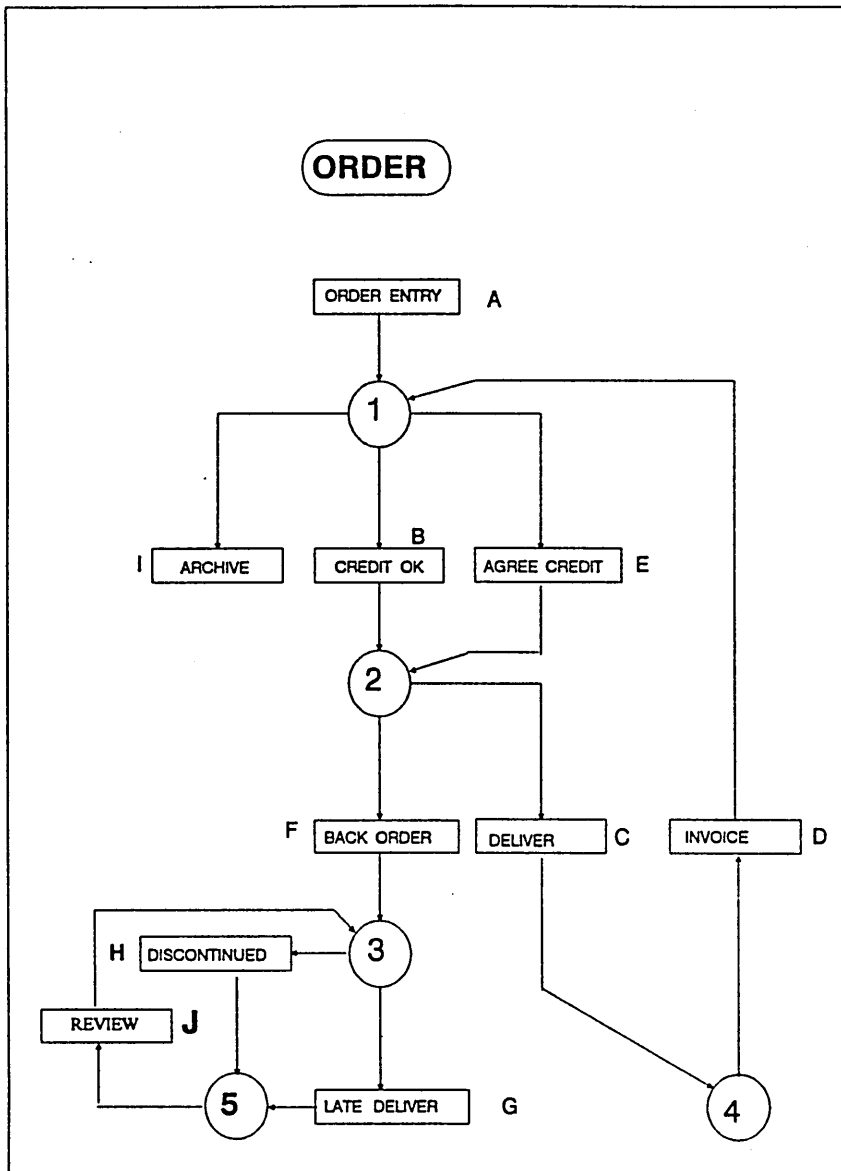 ORDER
ORDER ENTRY A
1
B
I ARCHIVE CREDIT OK AGREE CREDIT E
2
F BACK ORDER DELIVER C INVOICE D
3
H DISCONTINUED
REVIEW J
5 LATE DELIVER G 4